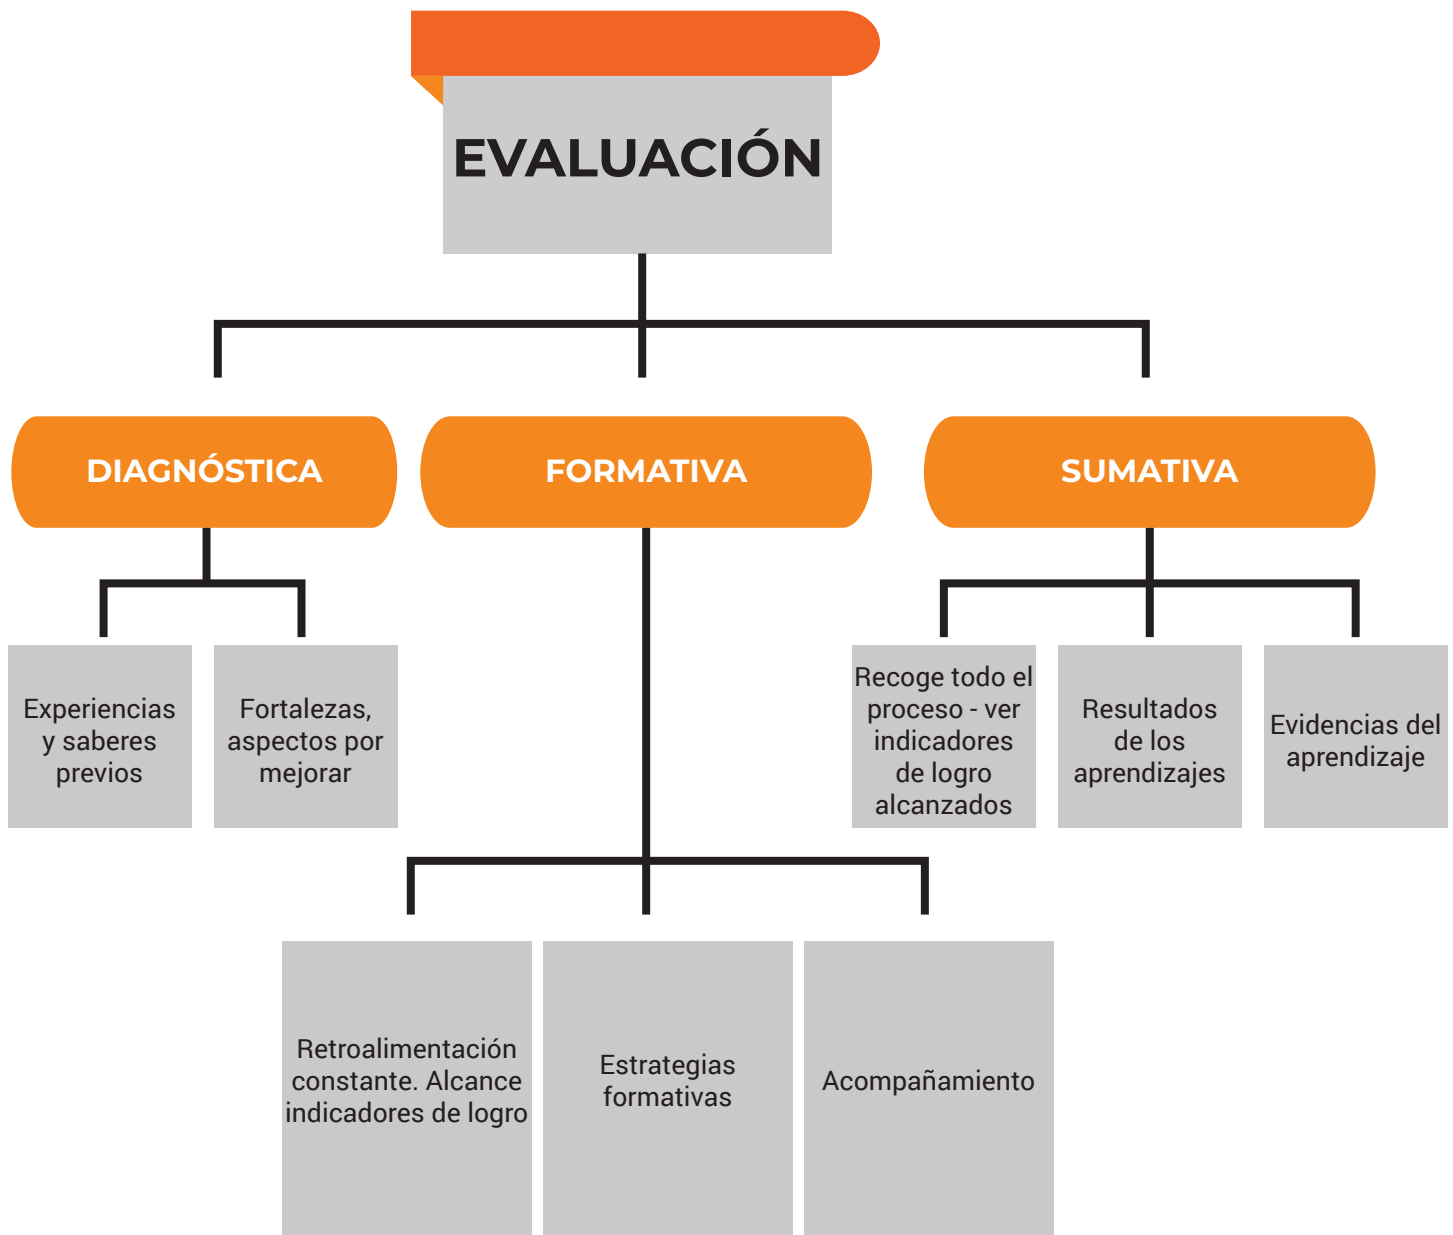 EVALUACIÓN
DIAGNÓSTICA
FORMATIVA
SUMATIVA
Experiencias
y saberes
previos
Fortalezas,
aspectos por
mejorar
Recoge todo el
proceso - ver
indicadores
de logro
alcanzados
Resultados
de los
aprendizajes
Evidencias del
aprendizaje
Retroalimentación
constante. Alcance
indicadores de logro
Estrategias
formativas
Acompañamiento